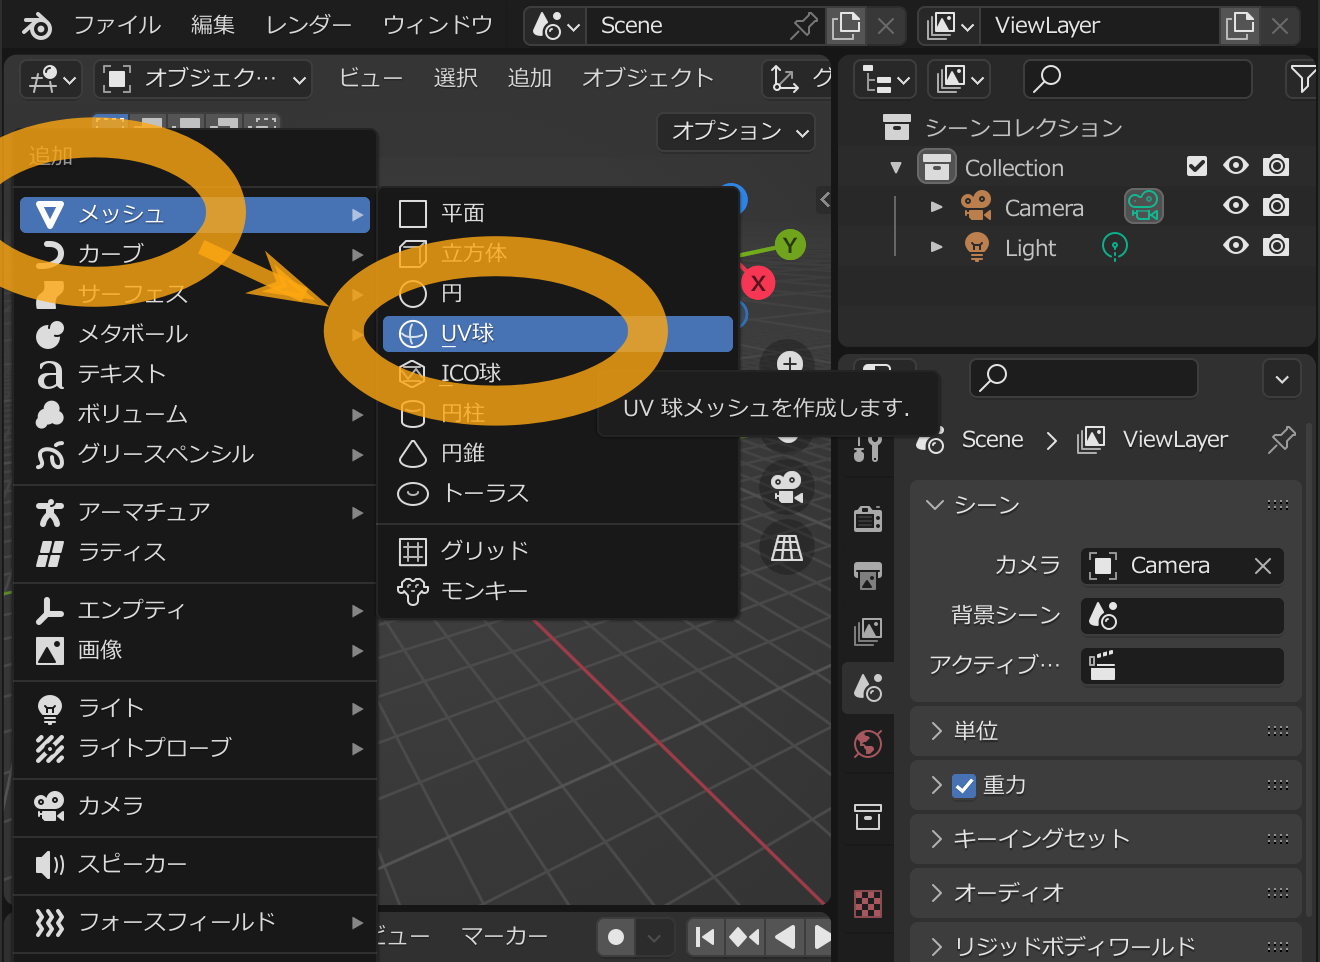 ファイル 編集 レンダー ウィンドウ Scene ViewLayer
オブジェク… ビュー 選択 追加 オブジェクト グ
オプション
追加
メッシュ
カーブ
サーフェス
メタボール
テキスト
ボリューム
グリースペンシル
アーマチュア
ラティス
エンプティ
画像
ライト
ライトプローブ
カメラ
スピーカー
フォースフィールド
平面
立方体
円
UV球
ICO球
円柱
円錐
トーラス
グリッド
モンキー
UV 球メッシュを作成します.
Y
X
ビュー マーカー
シーンコレクション
Collection
Camera
Light
Scene > ViewLayer
シーン
カメラ Camera
背景シーン
アクティブ…
単位
重力
キーイングセット
オーディオ
リジッドボディワールド